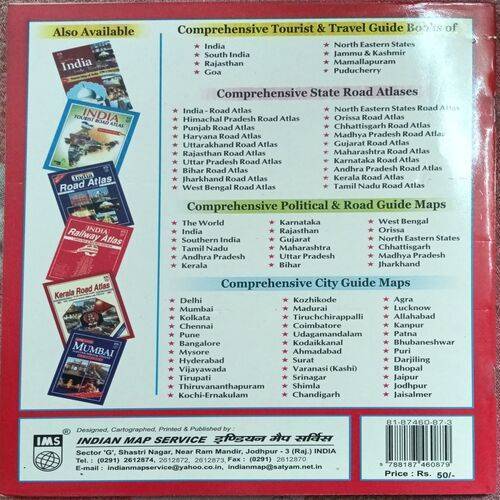 Also Available
India
INDIA
TOURIST ROAD ATLAS
India
Road Atlas
INDIA
Railway Atlas
Kerala Road Atlas
MUMBAI
Comprehensive Tourist & Travel Guide Books of
★ India ★ North Eastern States
★ South India ★ Jammu & Kashmir
★ Rajasthan ★ Mamallapuram
★ Goa ★ Puducherry
Comprehensive State Road Atlases
★ India - Road Atlas ★ North Eastern States Road Atlas
★ Himachal Pradesh Road Atlas ★ Orissa Road Atlas
★ Punjab Road Atlas ★ Chhattisgarh Road Atlas
★ Haryana Road Atlas ★ Madhya Pradesh Road Atlas
★ Uttarakhand Road Atlas ★ Gujarat Road Atlas
★ Rajasthan Road Atlas ★ Maharashtra Road Atlas
★ Uttar Pradesh Road Atlas ★ Karnataka Road Atlas
★ Bihar Road Atlas ★ Andhra Pradesh Road Atlas
★ Jharkhand Road Atlas ★ Kerala Road Atlas
★ West Bengal Road Atlas ★ Tamil Nadu Road Atlas
Comprehensive Political & Road Guide Maps
★ The World ★ Karnataka ★ West Bengal
★ India ★ Rajasthan ★ Orissa
★ Southern India ★ Gujarat ★ North Eastern States
★ Tamil Nadu ★ Maharashtra ★ Chhattisgarh
★ Andhra Pradesh ★ Uttar Pradesh ★ Madhya Pradesh
★ Kerala ★ Bihar ★ Jharkhand
Comprehensive City Guide Maps
★ Delhi ★ Kozhikode ★ Agra
★ Mumbai ★ Madurai ★ Lucknow
★ Kolkata ★ Tiruchchirappalli ★ Allahabad
★ Chennai ★ Coimbatore ★ Kanpur
★ Pune ★ Udagamandalam ★ Patna
★ Bangalore ★ Kodaikkanal ★ Bhubaneshwar
★ Mysore ★ Ahmadabad ★ Puri
★ Hyderabad ★ Surat ★ Darjiling
★ Vijayawada ★ Varanasi (Kashi) ★ Bhopal
★ Tirupati ★ Srinagar ★ Jaipur
★ Thiruvananthapuram ★ Shimla ★ Jodhpur
★ Kochi-Ernakulam ★ Chandigarh ★ Jaisalmer
IMS
Designed, Cartographed, Printed & Published by :
INDIAN MAP SERVICE इण्डियन मैप सर्विस
Sector 'G', Shastri Nagar, Near Ram Mandir, Jodhpur - 3 (Raj.) INDIA
Tel.: (O) 0291- 2612874, 2612872, 2612873, Fax: (0291) 2612870
E-mail : indianmapservice@yahoo.co.in, indianmap@satyam.net.in
81-87460-87-3
9 788187 460879
Price : Rs. 50/-